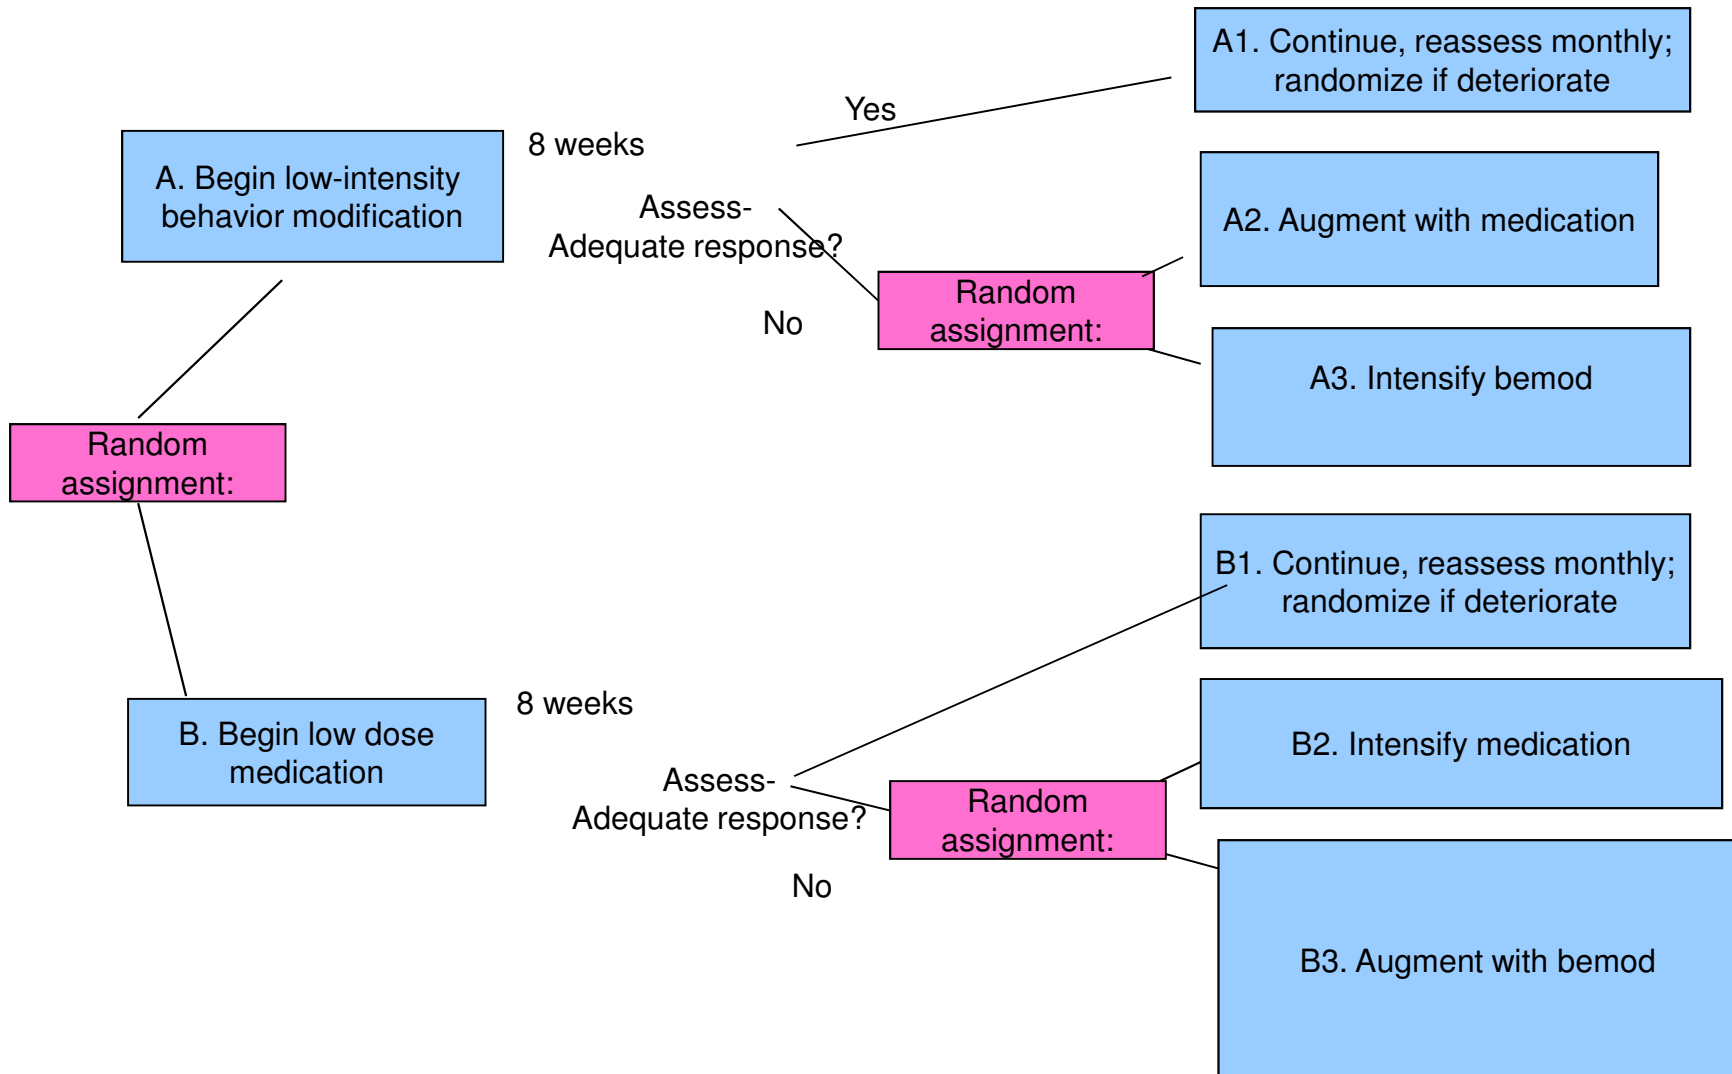 A1. Continue, reassess monthly;
randomize if deteriorate
Yes
8 weeks
A. Begin low-intensity
behavior modification
Assess-
Adequate response?
A2. Augment with medication
No
Random
assignment:
A3. Intensify bemod
Random
assignment:
B1. Continue, reassess monthly;
randomize if deteriorate
8 weeks
B. Begin low dose
medication
Assess-
Adequate response?
B2. Intensify medication
Random
assignment:
No
B3. Augment with bemod